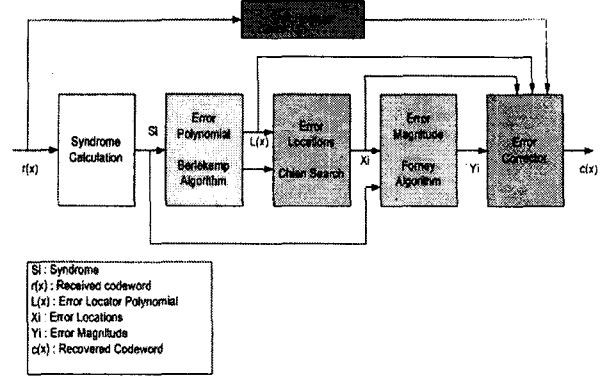 Syndrome
Calculation
Error
Polynomial
Berlekamp
Algorithm
Error
Locations
Chien Search
Error
Magnitude
Forney
Algorithm
Error
Corrector
r(x)
Si
L(x)
Xi
Yi
c(x)
Si : Syndrome
r(x) : Received codeword
L(x) : Error Locator Polynomial
Xi : Error Locations
Yi : Error Magnitude
c(x) : Recovered Codeword